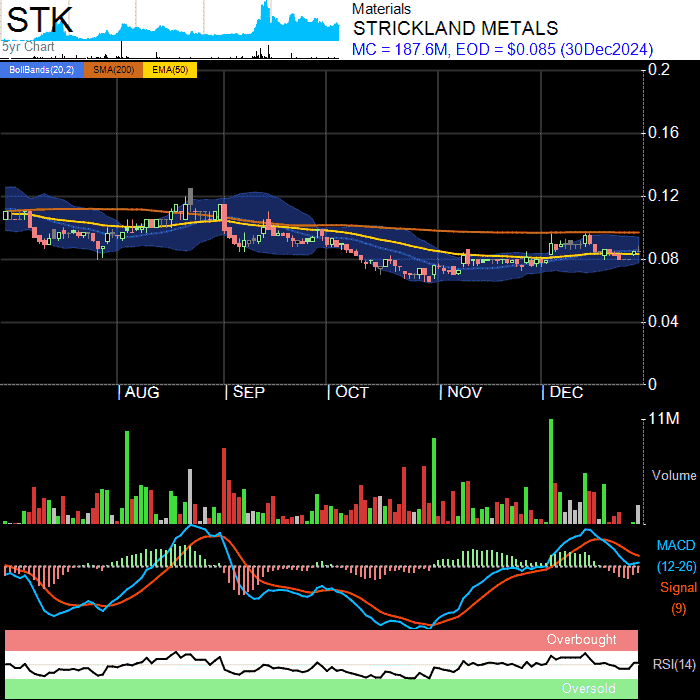 STK
5yr Chart
Materials
STRICKLAND METALS
MC = 187.6M, EOD = $0.085 (30Dec2024)
BollBands(20,2) SMA(200) EMA(50)
0.2
0.16
0.12
0.08
0.04
0
| AUG | SEP | OCT | NOV | DEC
11M
Volume
MACD
(12-26)
Signal
(9)
Overbought
RSI(14)
Oversold